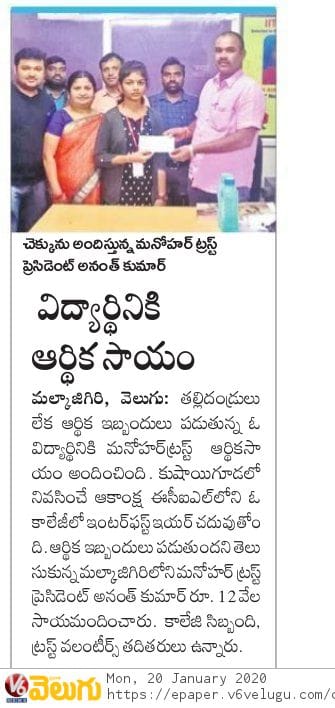 IIT
చెక్కును అందిస్తున్న మనోహర్ ట్రస్ట్
ప్రెసిడెంట్ అనంత్ కుమార్
విద్యార్థినికి
ఆర్థిక సాయం
మల్కాజిగిరి, వెలుగు: తల్లిదండ్రులు
లేక ఆర్థిక ఇబ్బందులు పడుతున్న ఓ
విద్యార్థినికి మనోహర్‌ట్రస్ట్ ఆర్థికసా
యం అందించింది. కుషాయిగూడలో
నివసించే ఆకాంక్ష ఈసీఐఎల్‌లోని ఓ
కాలేజీలో ఇంటర్‌ఫస్ట్ ఇయర్ చదువుతోం
ది. ఆర్థిక ఇబ్బందులు పడుతుందని తెలు
సుకున్న మల్కాజిగిరిలోని మనోహర్ ట్రస్ట్
ప్రెసిడెంట్ అనంత్ కుమార్ రూ. 12 వేల
సాయమందించారు. కాలేజి సిబ్బంది,
ట్రస్ట్ వలంటీర్స్ తదితరులు ఉన్నారు.
V6 వెలుగు Mon, 20 January 2020
https://epaper.v6velugu.com/c